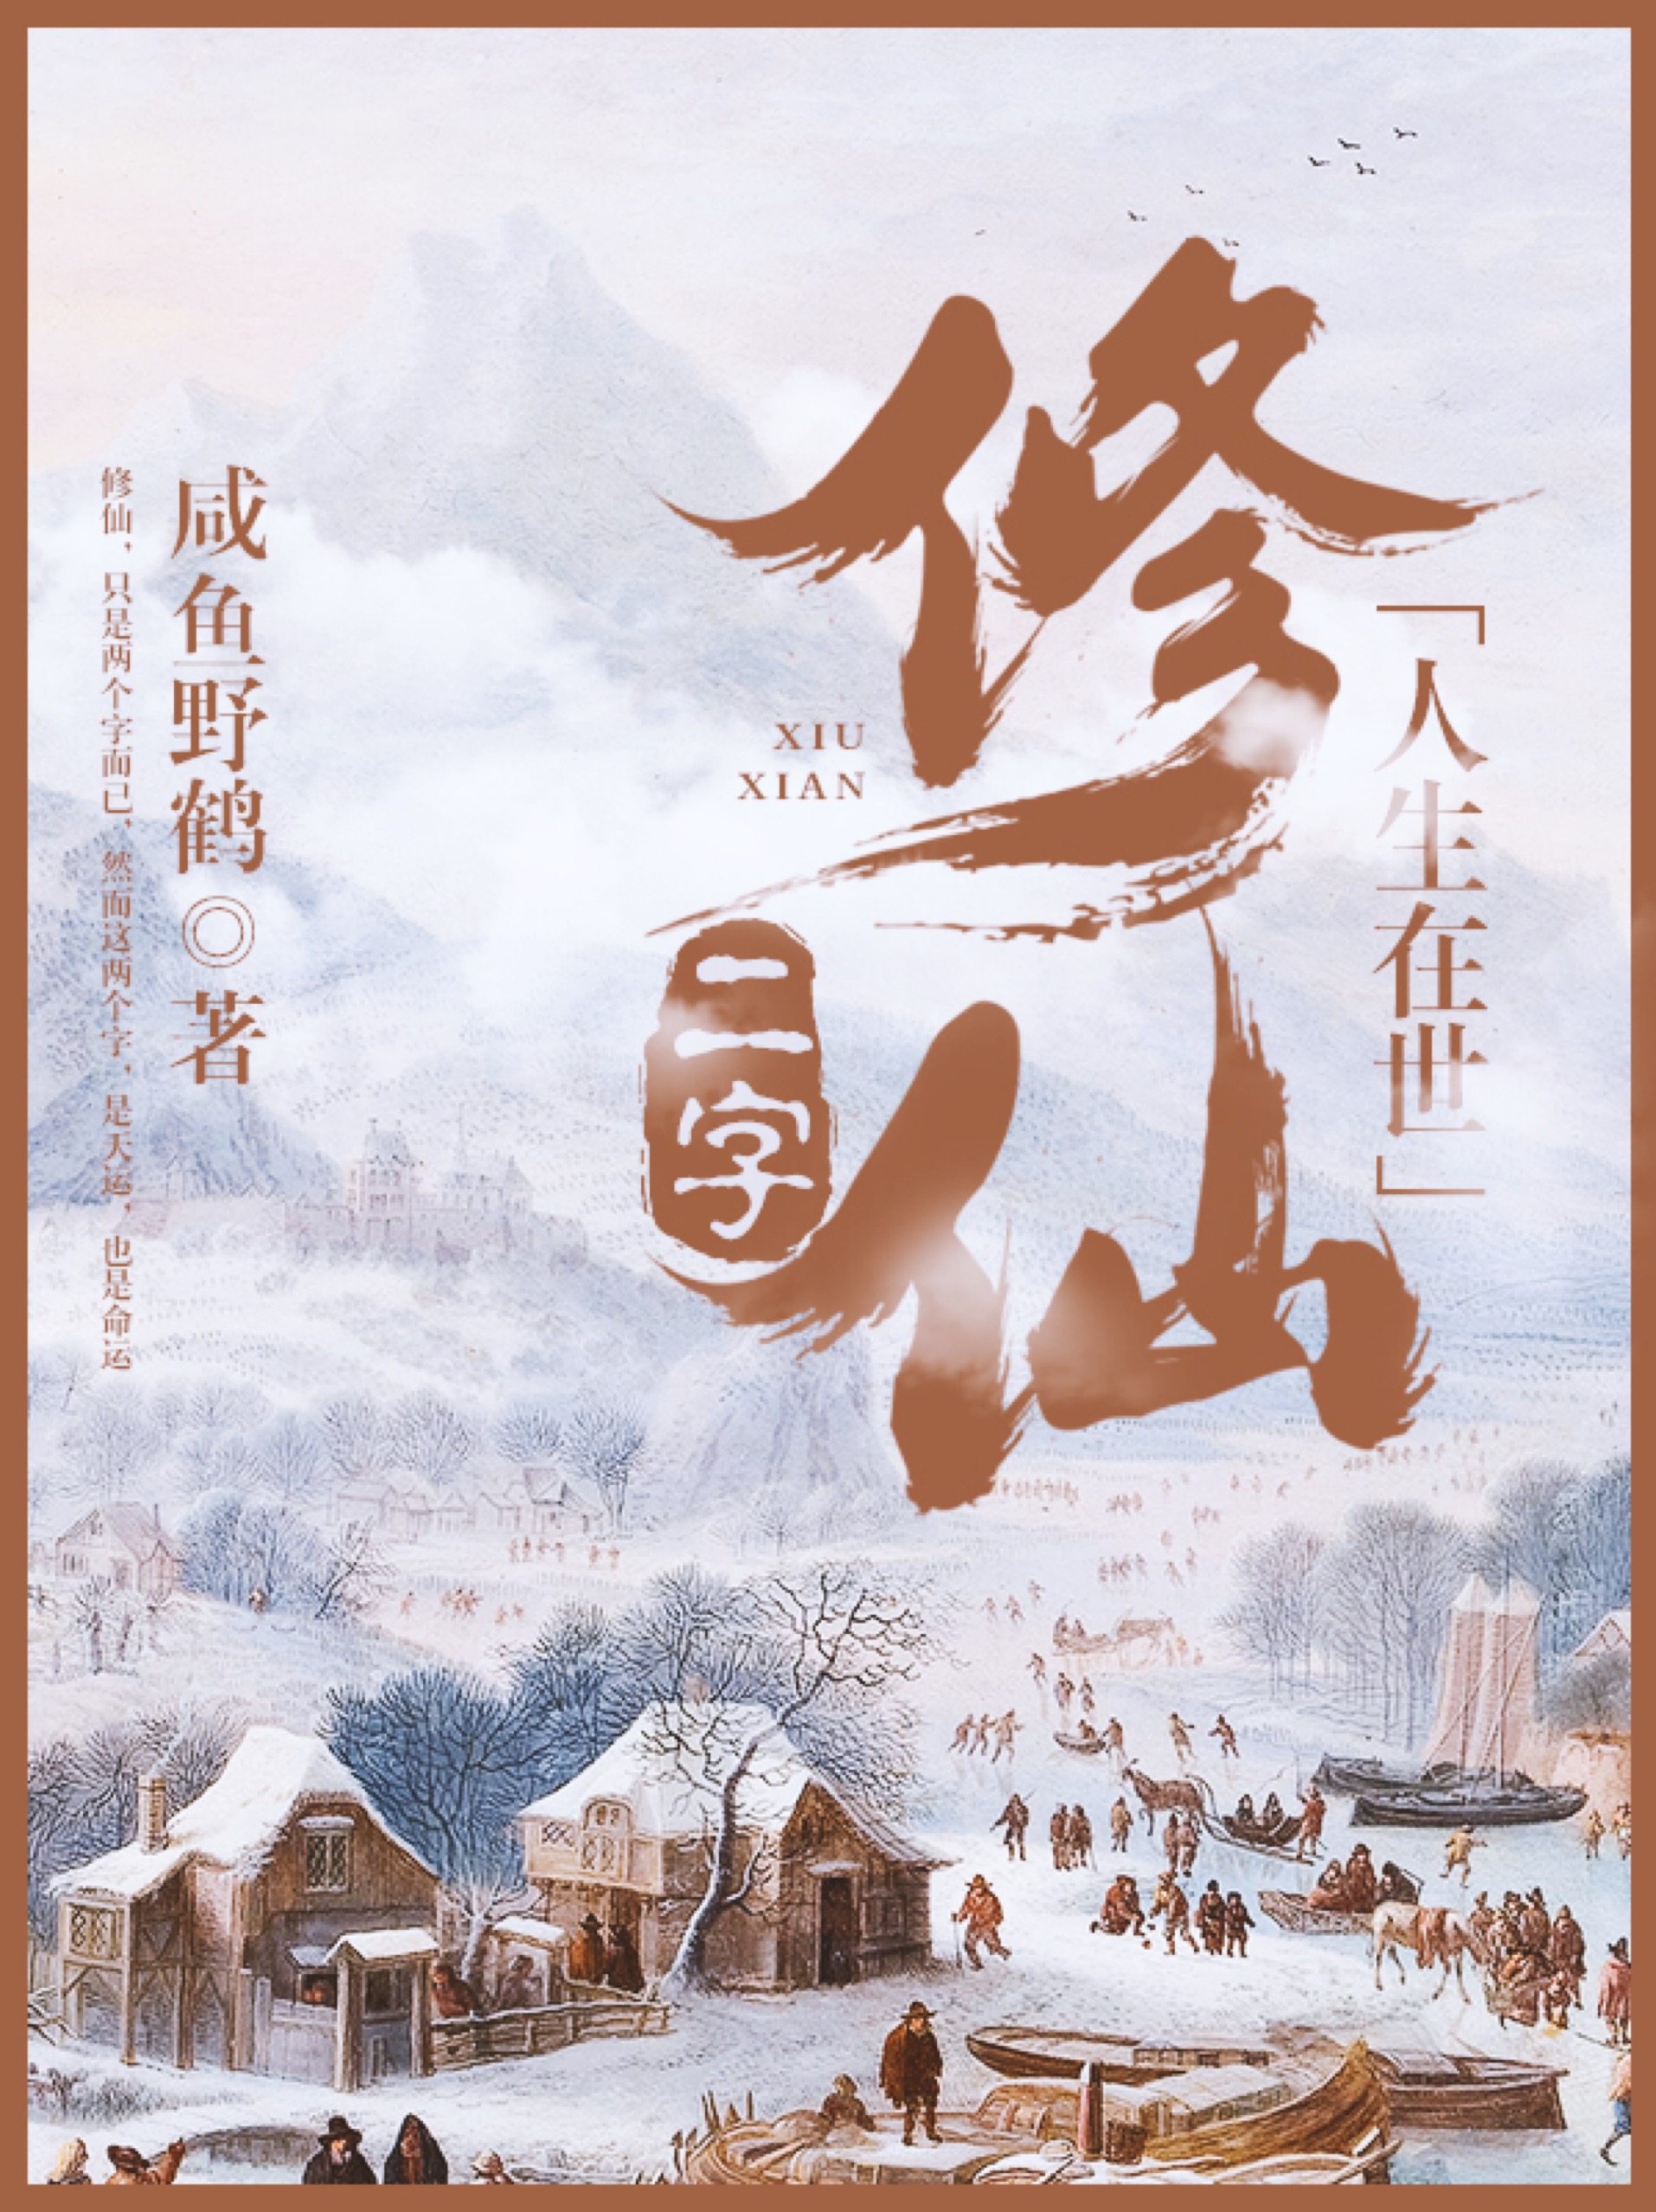 「人生在世」
修仙
二字
XIU
XIAN
咸鱼野鹤◎著
修仙，只是两个字而已，然而这两个字，是天运，也是命运